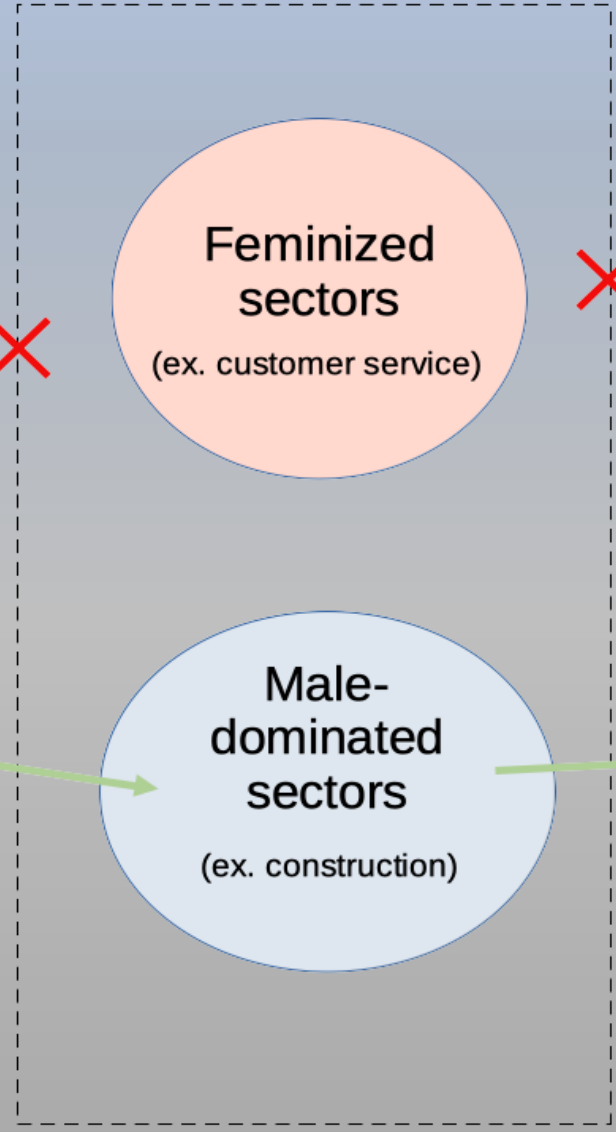 Feminized
sectors
(ex. customer service)
Male-
dominated
sectors
(ex. construction)